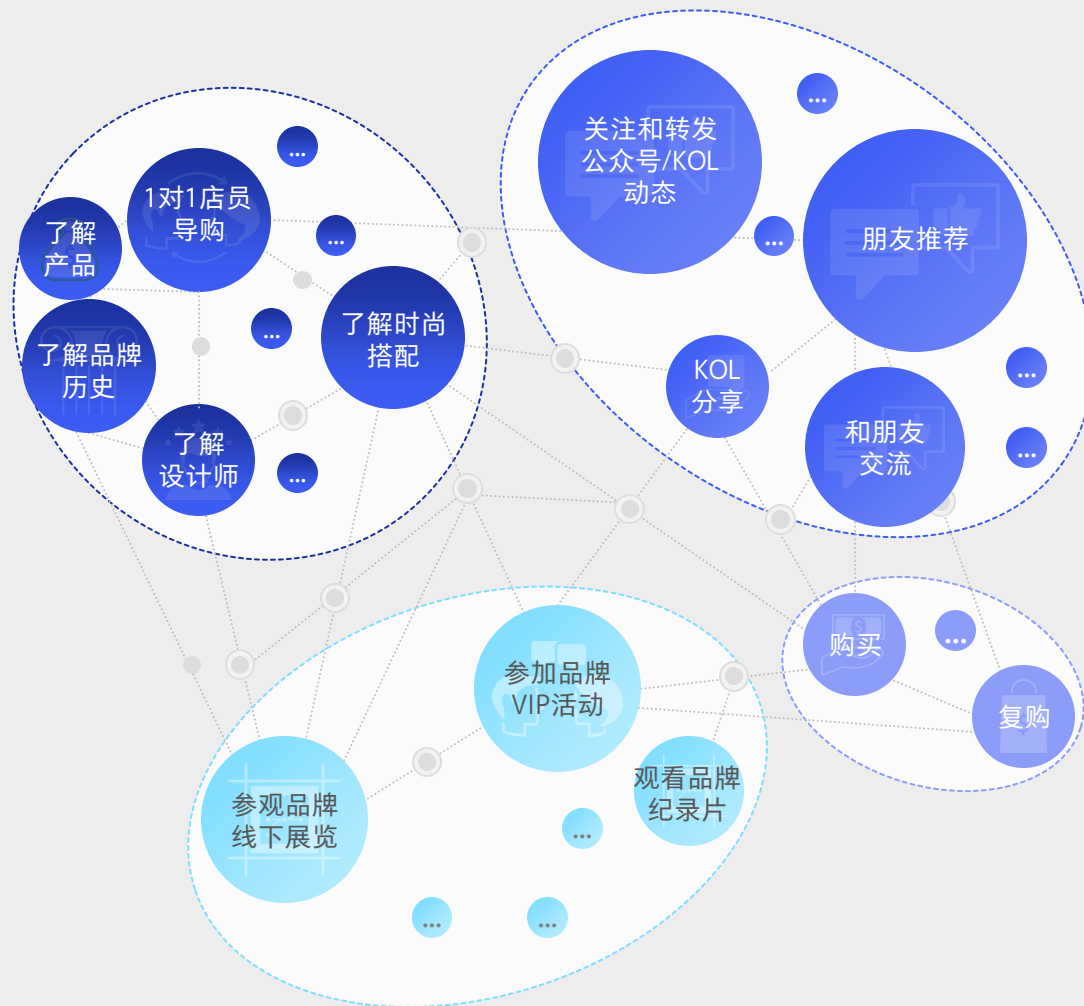 关注和转发
公众号/KOL
动态
...
朋友推荐
...
KOL
分享
和朋友
交流
...
...
1对1店员
导购
...
了解
产品
...
了解时尚
搭配
...
了解品牌
历史
了解
设计师
...
参加品牌
VIP活动
观看品牌
纪录片
参观品牌
线下展览
...
...
...
购买
...
复购